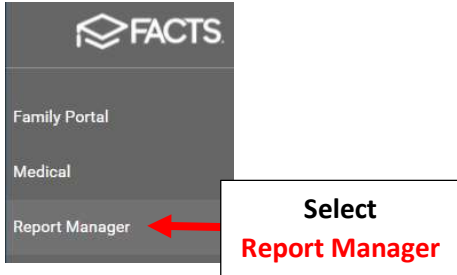 FACTS.
Family Portal
Medical
Report Manager
Select
Report Manager